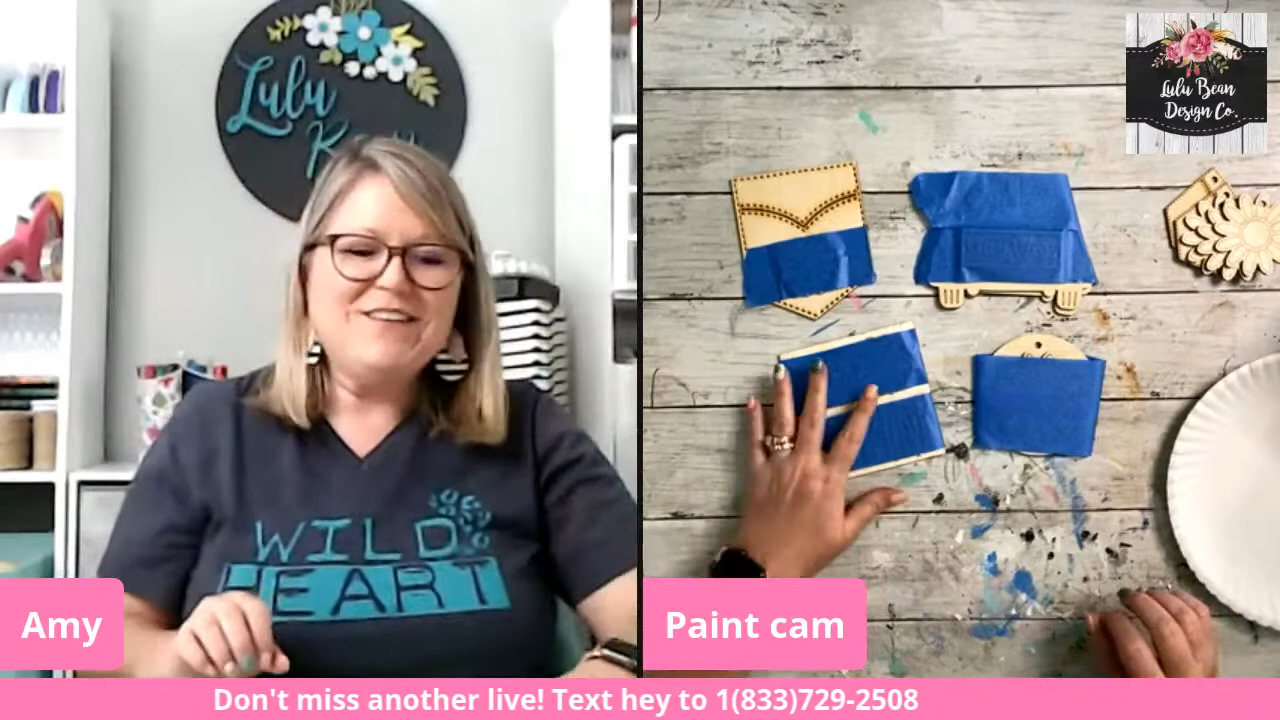 Lulu
WILD
HEART
Amy
Lulu Bean
Design Co.
Paint cam
Don't miss another live! Text hey to 1(833)729-2508